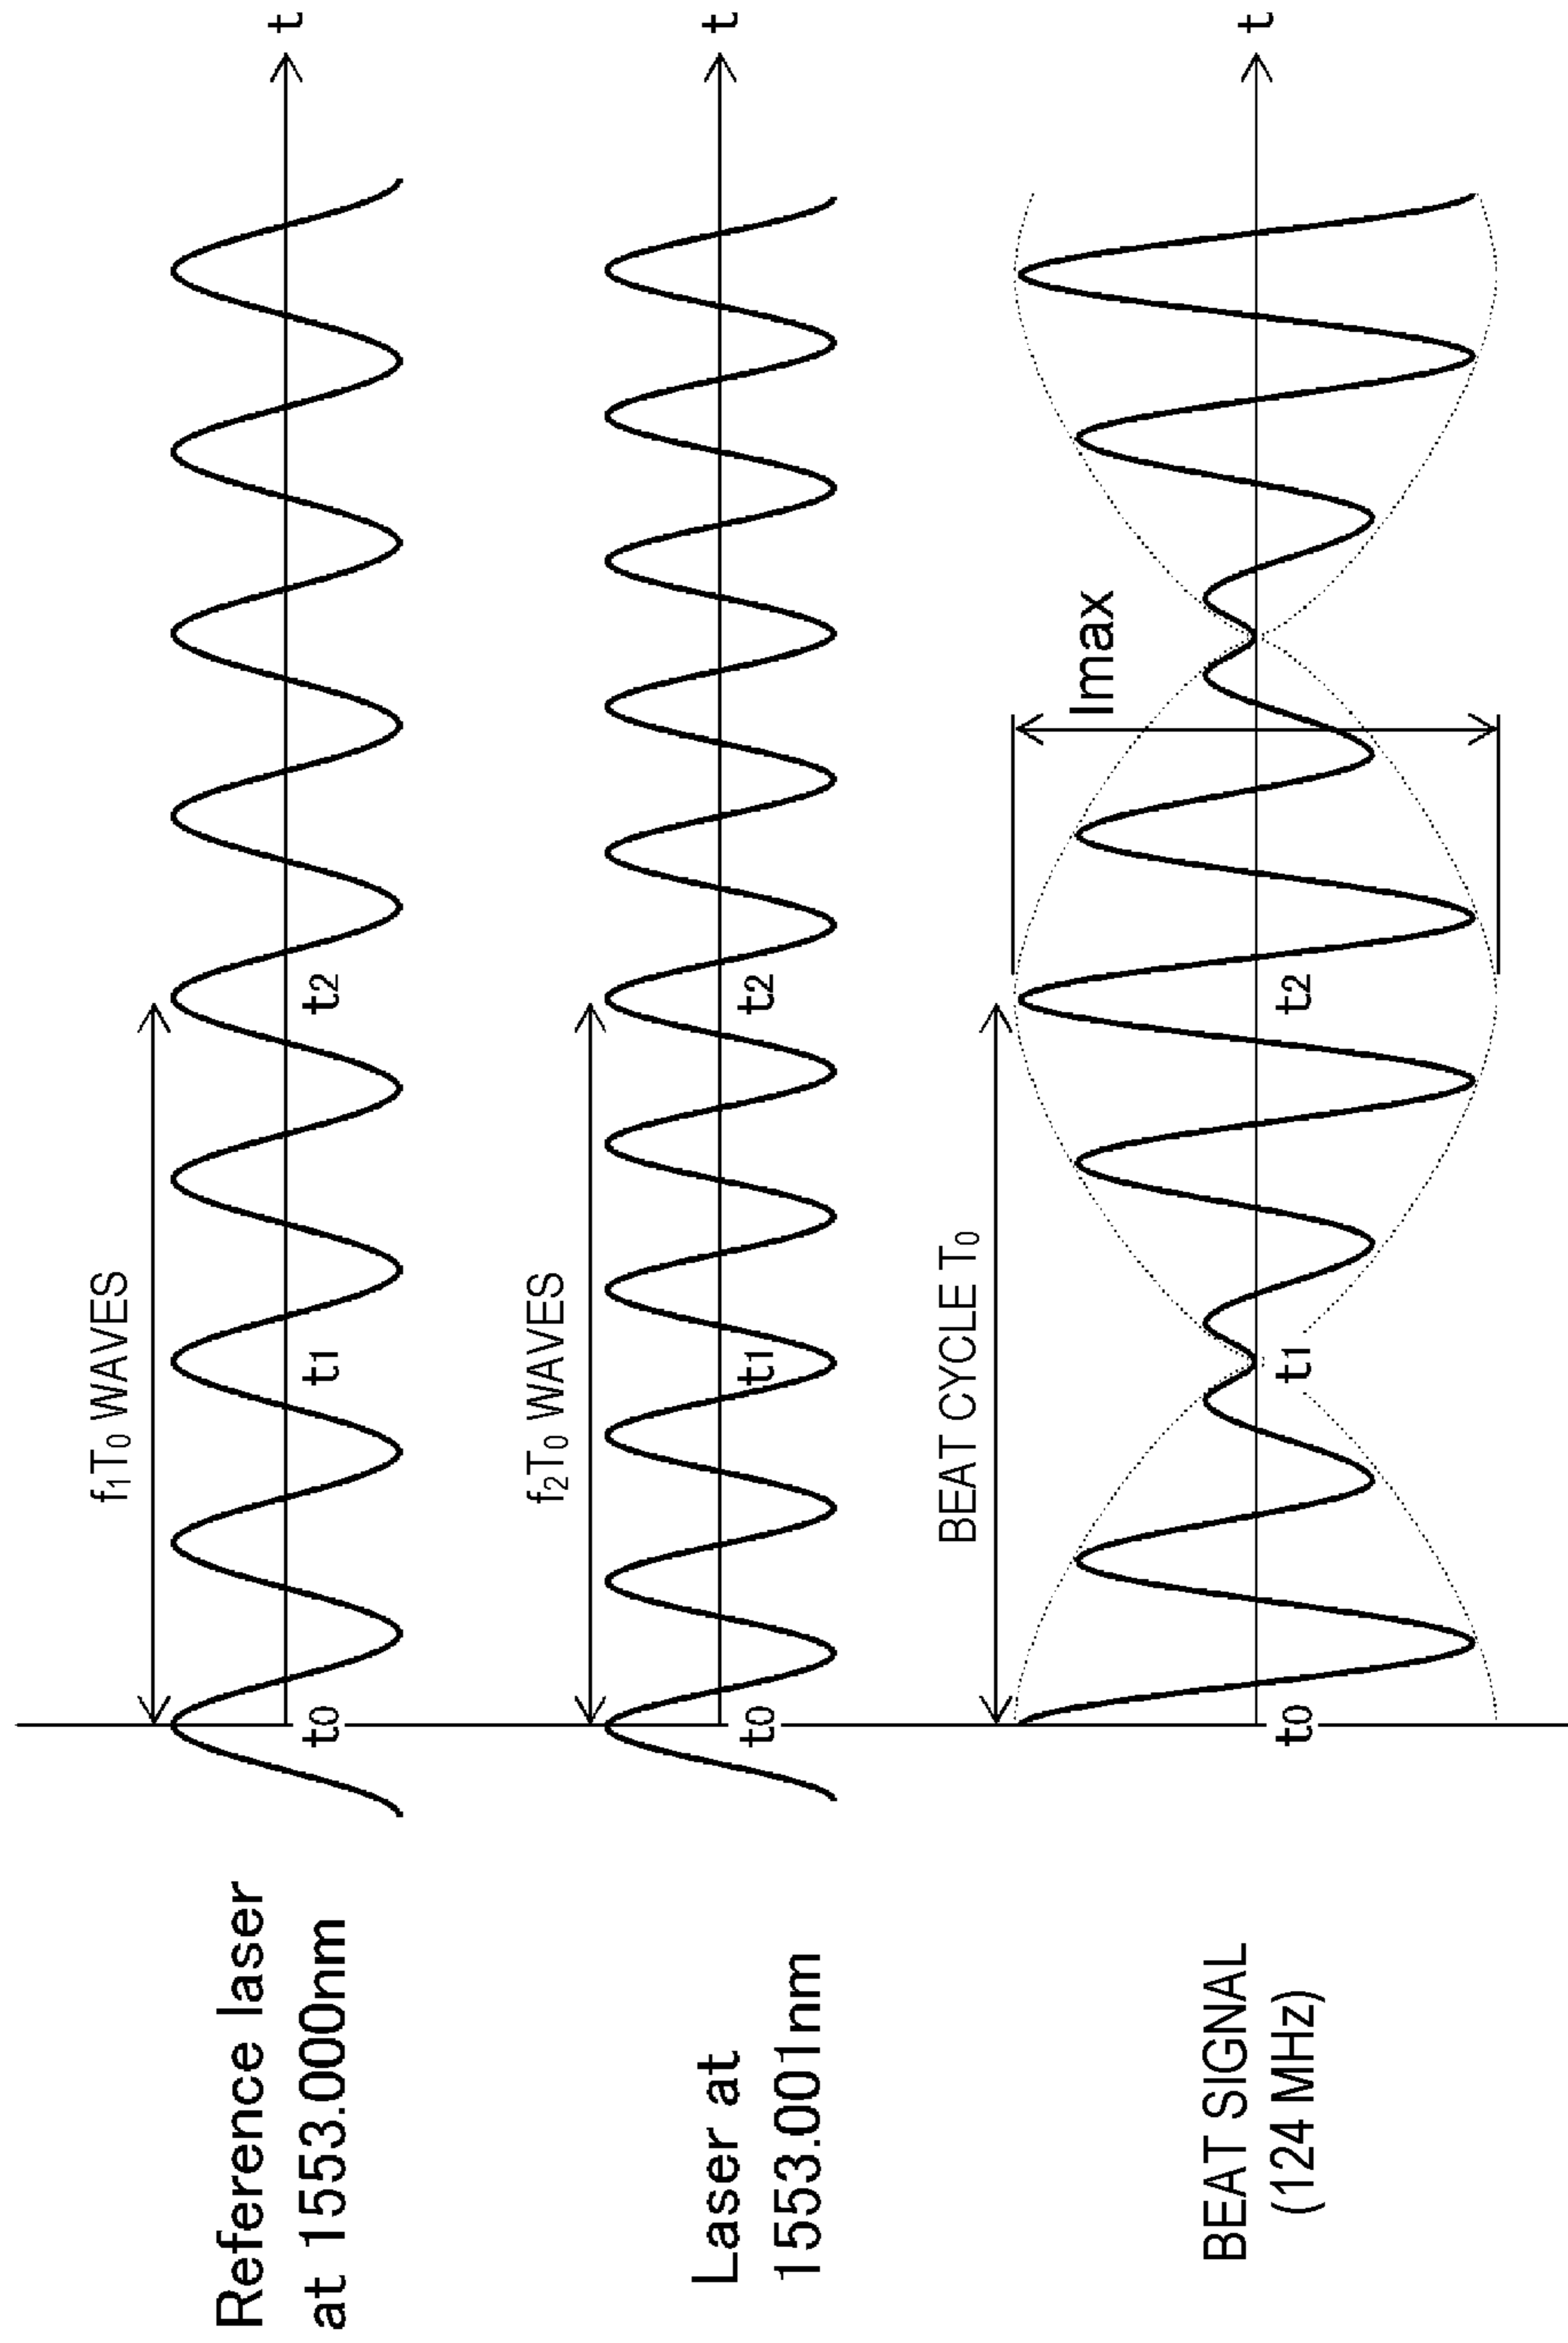 Reference laser
at 1553.000nm
f₁T₀ WAVES
t0
t1
t2
t
Laser at
1553.001nm
f₂T₀ WAVES
t0
t1
t2
t
BEAT SIGNAL
(124 MHz)
BEAT CYCLE T₀
t0
t1
t2
Imax
t